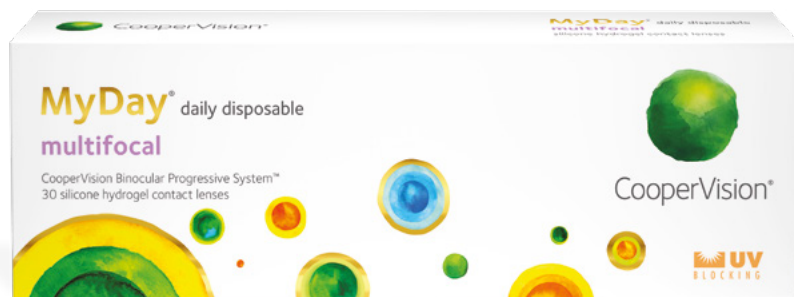 CooperVision®
MyDay® daily disposable
multifocal
silicone hydrogel contact lenses
MyDay® daily disposable
multifocal
CooperVision Binocular Progressive System™
30 silicone hydrogel contact lenses
CooperVision®
UV
BLOCKING